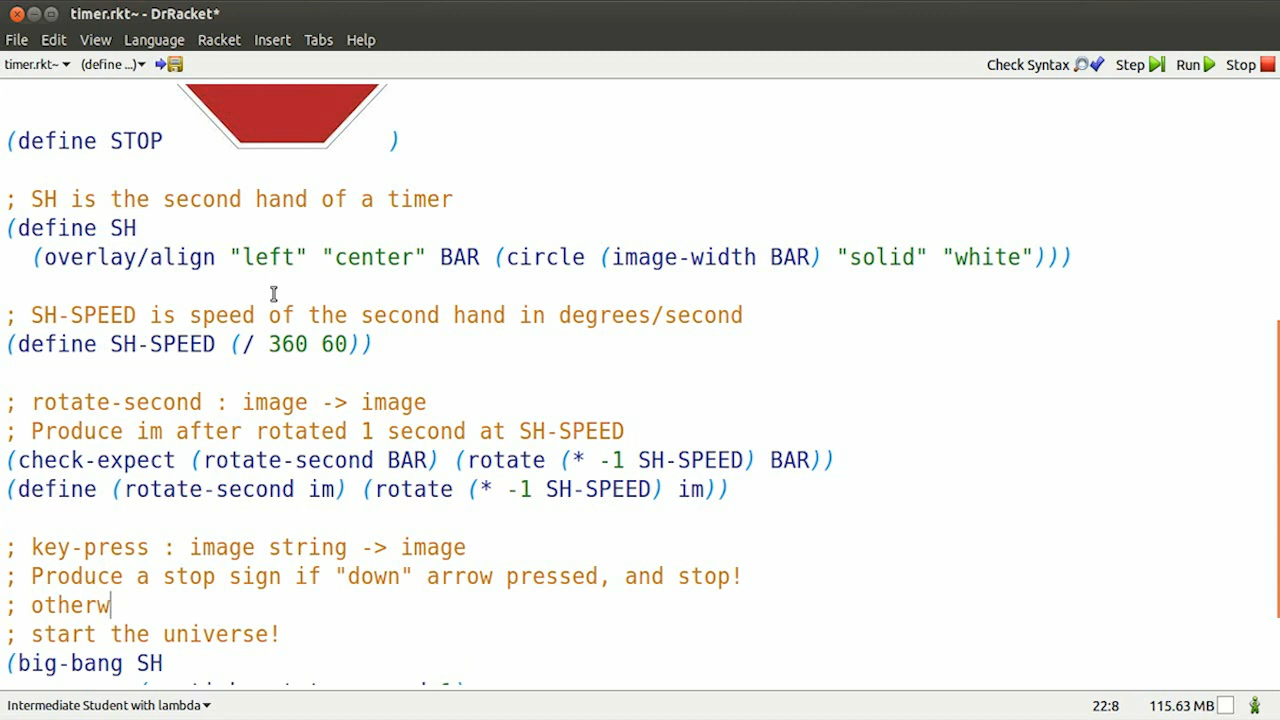 timer.rkt~ - DrRacket*
File Edit View Language Racket Insert Tabs Help
timer.rkt~ (define ...) Check Syntax Step Run Stop
(define STOP )
; SH is the second hand of a timer
(define SH
(overlay/align "left" "center" BAR (circle (image-width BAR) "solid" "white")))
; SH-SPEED is speed of the second hand in degrees/second
(define SH-SPEED (/ 360 60))
; rotate-second : image -> image
; Produce im after rotated 1 second at SH-SPEED
(check-expect (rotate-second BAR) (rotate (* -1 SH-SPEED) BAR))
(define (rotate-second im) (rotate (* -1 SH-SPEED) im))
; key-press : image string -> image
; Produce a stop sign if "down" arrow pressed, and stop!
; otherw
; start the universe!
(big-bang SH
Intermediate Student with lambda 22:8 115.63 MB